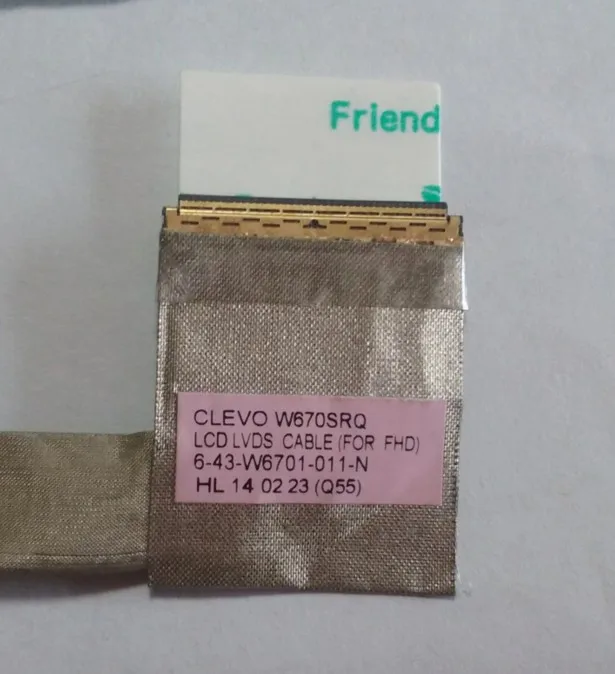 Friend
CLEVO W670SRQ
LCD LVDS CABLE (FOR FHD)
6-43-W6701-011-N
HL 14 02 23 (Q55)